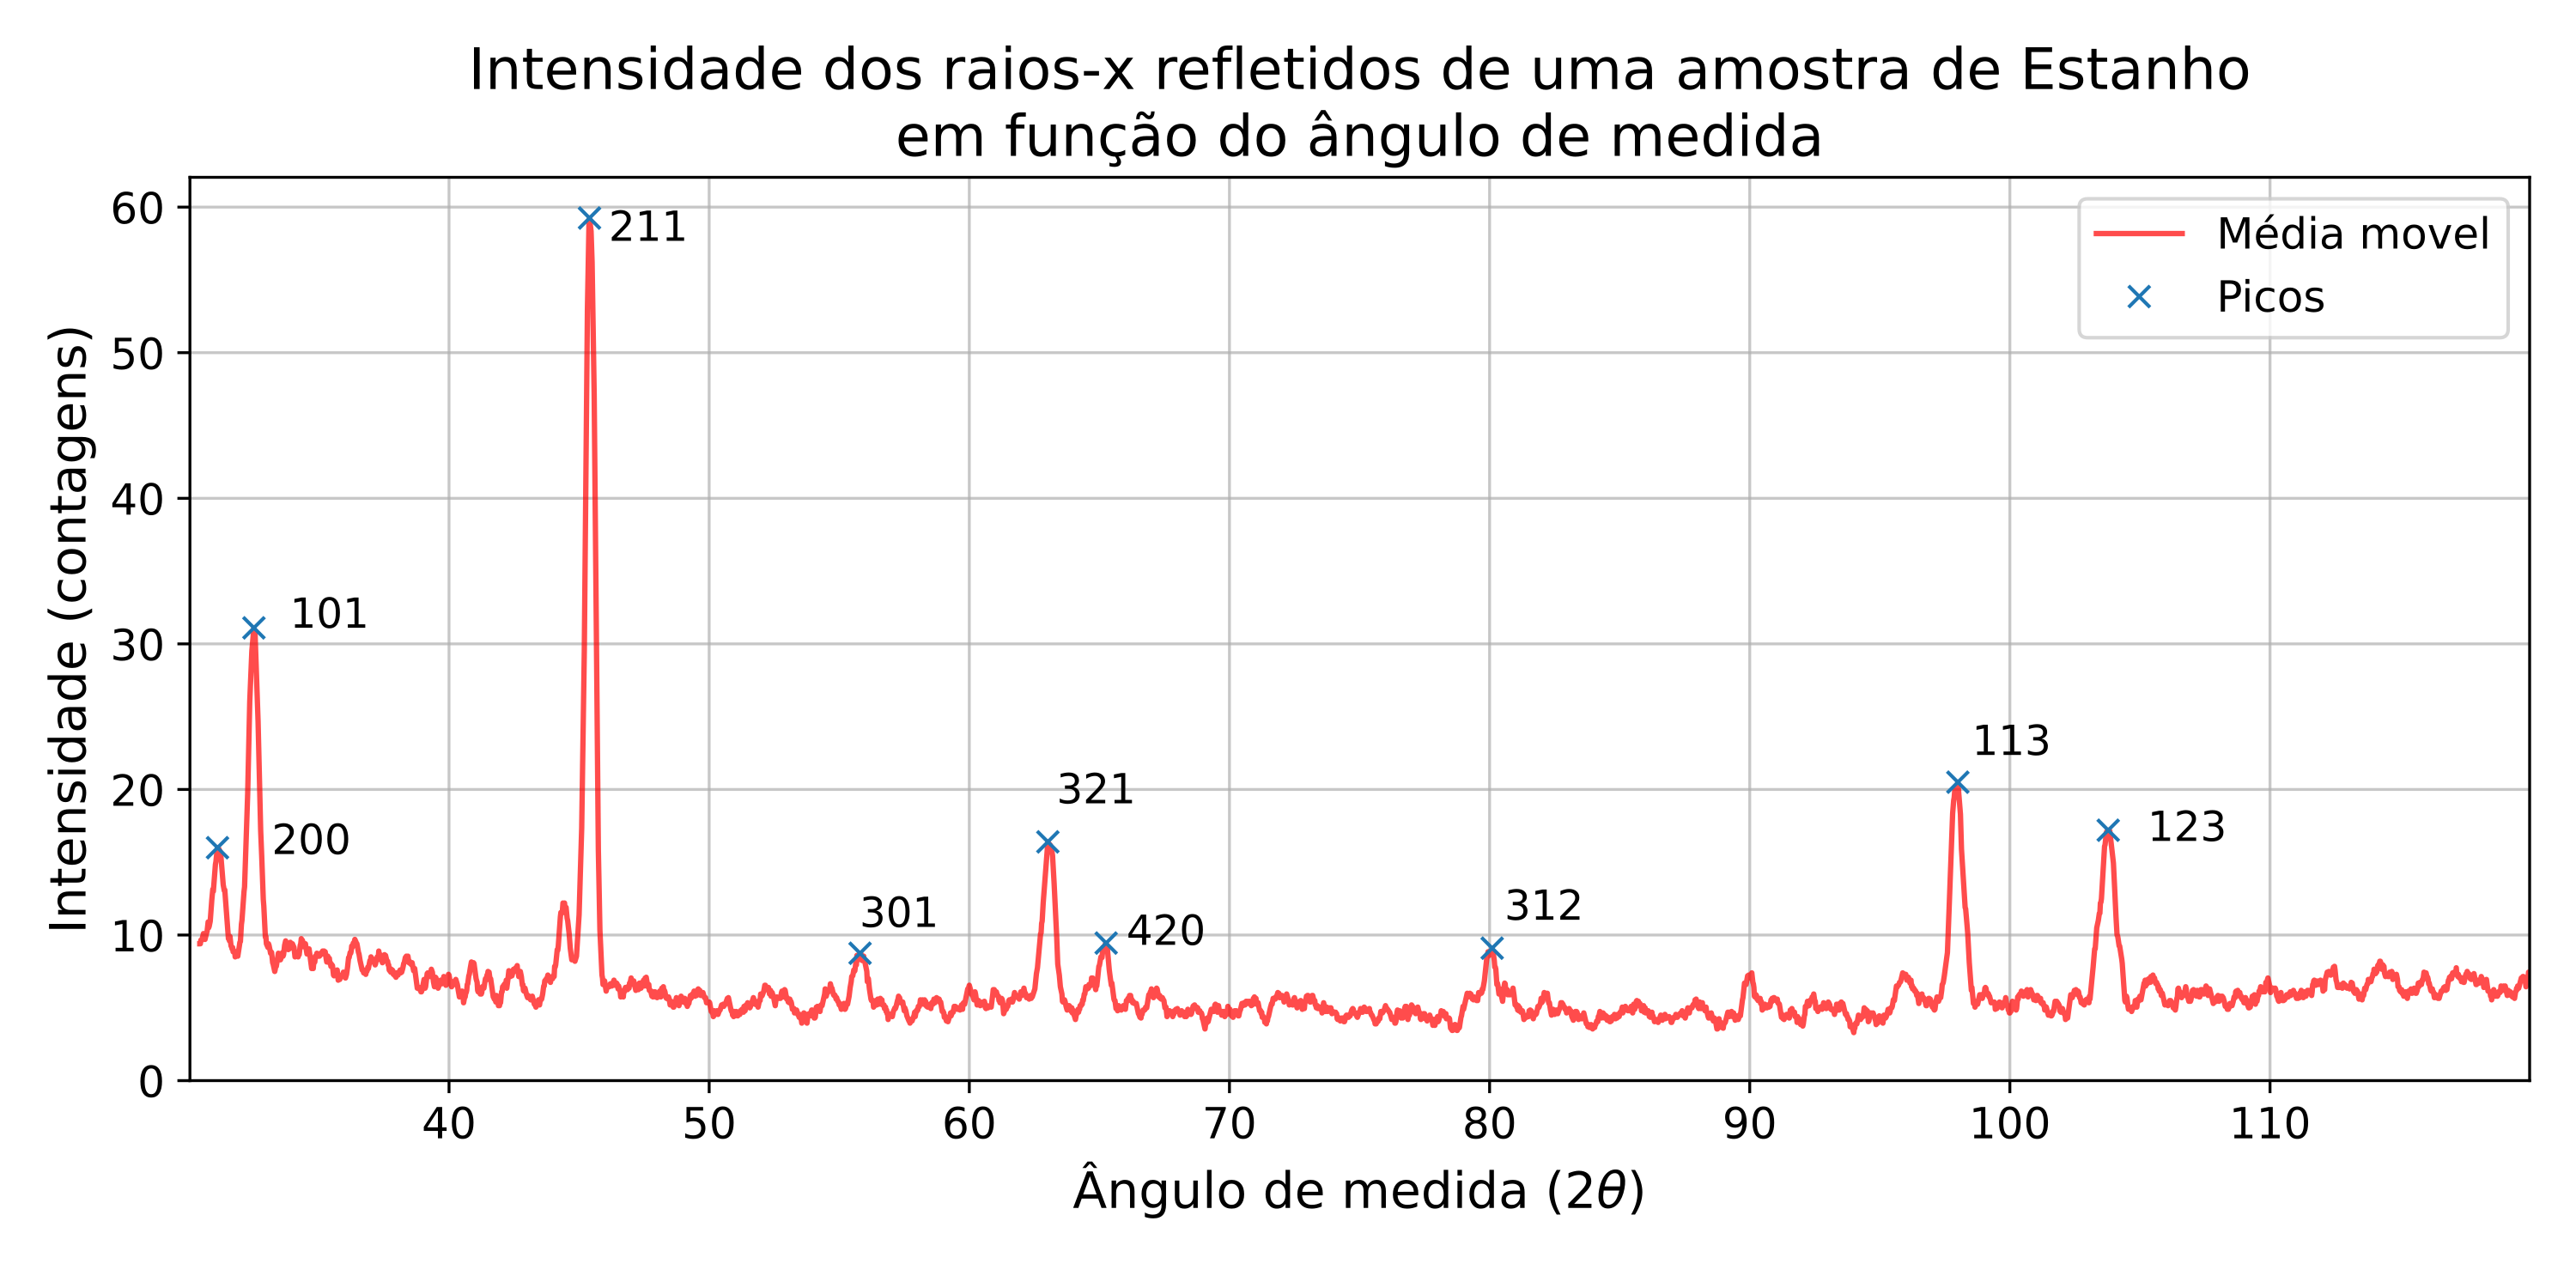 Intensidade dos raios-x refletidos de uma amostra de Estanho
em função do ângulo de medida
Intensidade (contagens)
60
50
40
30
20
10
0
Média movel
Picos
211
101
200
301
321
420
312
113
123
40 50 60 70 80 90 100 110
Ângulo de medida (2θ)